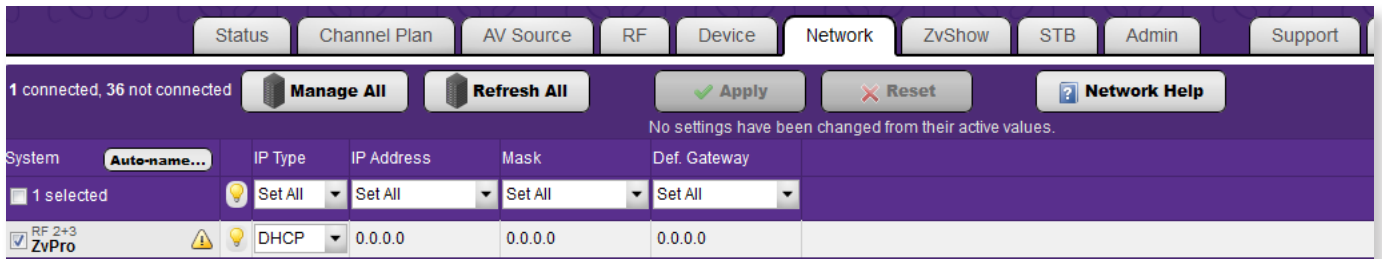 Status Channel Plan AV Source RF Device Network ZvShow STB Admin Support
1 connected, 36 not connected Manage All Refresh All Apply Reset Network Help
No settings have been changed from their active values.
System Auto-name... IP Type IP Address Mask Def. Gateway
1 selected Set All Set All Set All Set All
RF 2+3
ZvPro DHCP 0.0.0.0 0.0.0.0 0.0.0.0